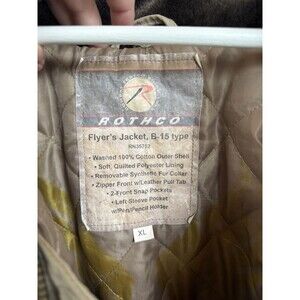 R
ROTHCO
Flyer's Jacket, B-15 type
• Washed 100% Cotton Outer Shell
• Soft, Quilted Polyester Lining
• Removable Synthetic Fur Collar
• Zipper Front w/Leather Pull Tab
• 2-Front Snap Pockets
• Left Sleeve Pocket
w/Pen/Pencil Holder
XL